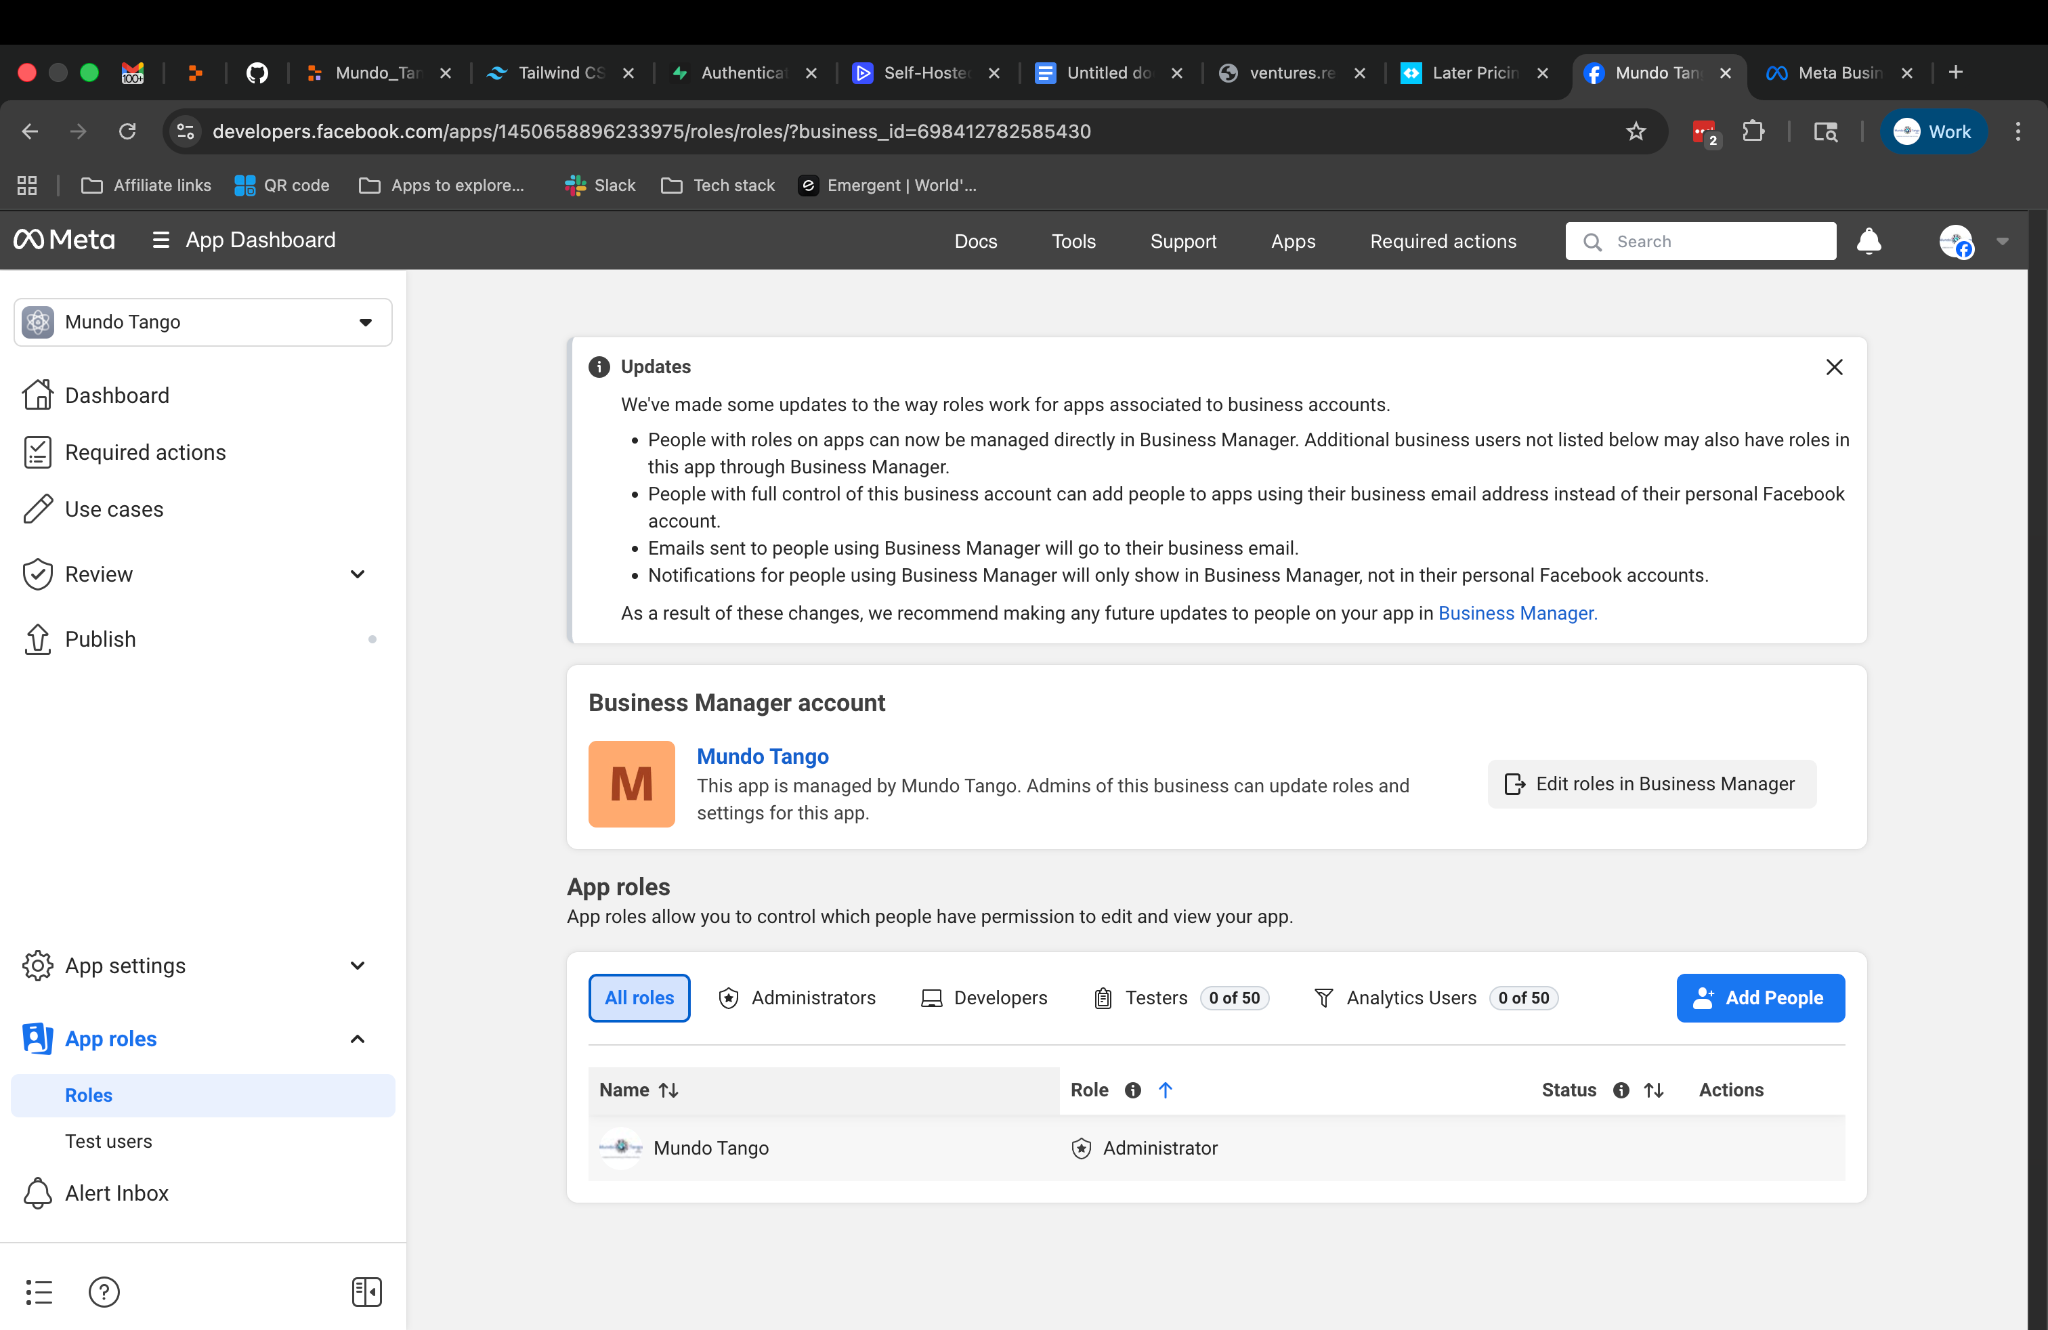 100+
Mundo_Tan
Tailwind CS
Authenticat
Self-Hoste
Untitled do
ventures.re
Later Pricin
Mundo Tan
Meta Busin
developers.facebook.com/apps/1450658896233975/roles/roles/?business_id=698412782585430
2
Work
Affiliate links
QR code
Apps to explore...
Slack
Tech stack
Emergent | World'...
Meta
App Dashboard
Docs
Tools
Support
Apps
Required actions
Search
Mundo Tango
Dashboard
Required actions
Use cases
Review
Publish
App settings
App roles
Roles
Test users
Alert Inbox
Updates
We've made some updates to the way roles work for apps associated to business accounts.
• People with roles on apps can now be managed directly in Business Manager. Additional business users not listed below may also have roles in
this app through Business Manager.
• People with full control of this business account can add people to apps using their business email address instead of their personal Facebook
account.
• Emails sent to people using Business Manager will go to their business email.
• Notifications for people using Business Manager will only show in Business Manager, not in their personal Facebook accounts.
As a result of these changes, we recommend making any future updates to people on your app in Business Manager.
Business Manager account
M
Mundo Tango
This app is managed by Mundo Tango. Admins of this business can update roles and
settings for this app.
Edit roles in Business Manager
App roles
App roles allow you to control which people have permission to edit and view your app.
All roles
Administrators
Developers
Testers 0 of 50
Analytics Users 0 of 50
Add People
Name
Role
Status
Actions
Mundo Tango
Administrator